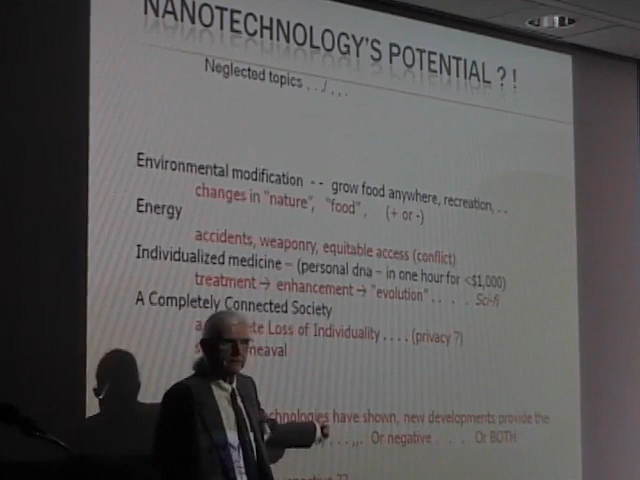 NANOTECHNOLOGY'S POTENTIAL ? !
Neglected topics . . / , , .
Environmental modification - - grow food anywhere, recreation, . .
changes in "nature", "food" , (+ or -)
Energy
accidents, weaponry, equitable access (conflict)
Individualized medicine – (personal dna – in one hour for <$1,000)
treatment → enhancement → "evolution" . . . . Sci-fi
A Completely Connected Society
Loss of Individuality . . . . (privacy ?)
have shown, new developments provide the
. . . ,,. Or negative . . . Or BOTH